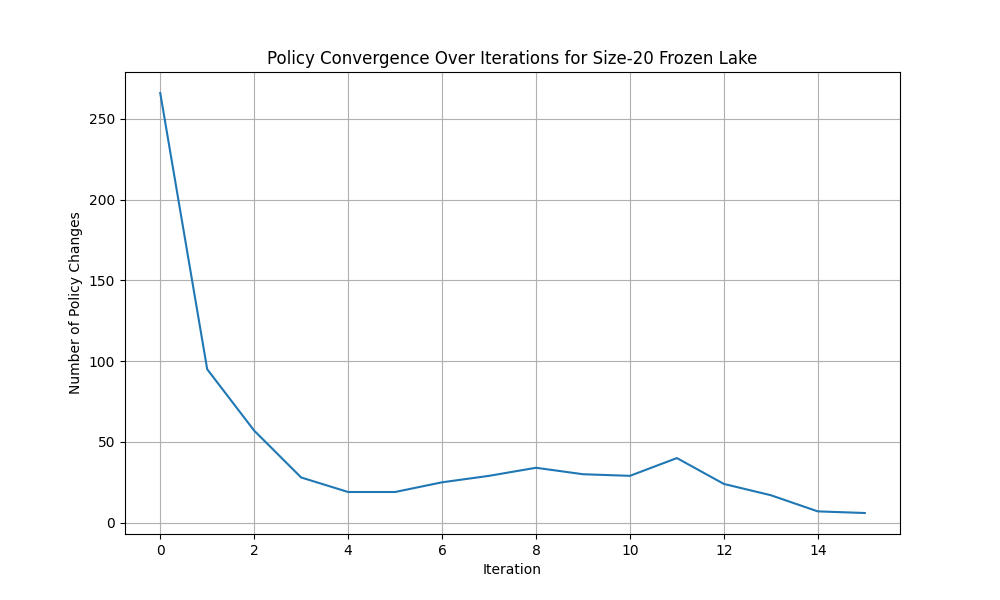 Policy Convergence Over Iterations for Size-20 Frozen Lake
Number of Policy Changes
250
200
150
100
50
0
0 2 4 6 8 10 12 14
Iteration